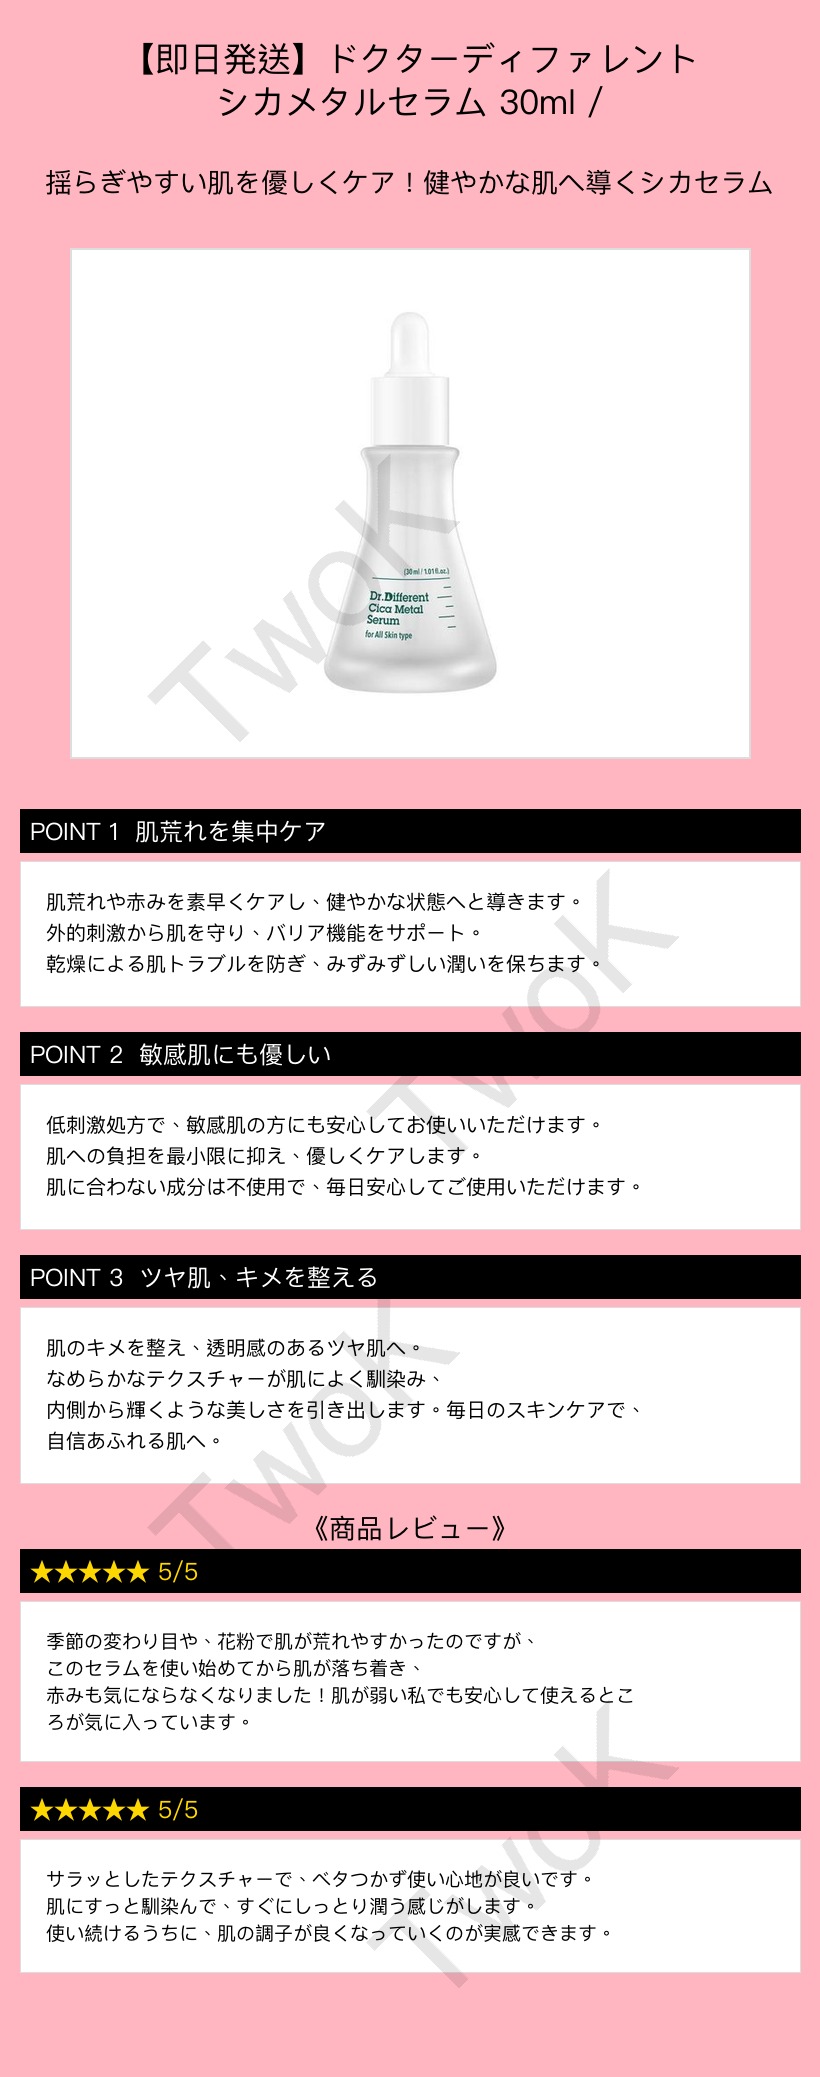 【即日発送】ドクターディファレント
シカメタルセラム 30ml /
揺らぎやすい肌を優しくケア！健やかな肌へ導くシカセラム
(30ml / 1.01fl.oz.)
Dr.Different
Cica Metal
Serum
for All Skin type
TwoK
POINT 1 肌荒れを集中ケア
肌荒れや赤みを素早くケアし、健やかな状態へと導きます。
外的刺激から肌を守り、バリア機能をサポート。
乾燥による肌トラブルを防ぎ、みずみずしい潤いを保ちます。
TwoK
POINT 2 敏感肌にも優しい
低刺激処方で、敏感肌の方にも安心してお使いいただけます。
肌への負担を最小限に抑え、優しくケアします。
肌に合わない成分は不使用で、毎日安心してご使用いただけます。
POINT 3 ツヤ肌、キメを整える
肌のキメを整え、透明感のあるツヤ肌へ。
なめらかなテクスチャーが肌によく馴染み、
内側から輝くような美しさを引き出します。毎日のスキンケアで、
自信あふれる肌へ。
TwoK
《商品レビュー》
★★★★★ 5/5
季節の変わり目や、花粉で肌が荒れやすかったのですが、
このセラムを使い始めてから肌が落ち着き、
赤みも気にならなくなりました！肌が弱い私でも安心して使えるとこ
ろが気に入っています。
★★★★★ 5/5
サラッとしたテクスチャーで、ベタつかず使い心地が良いです。
肌にすっと馴染んで、すぐにしっとり潤う感じがします。
使い続けるうちに、肌の調子が良くなっていくのが実感できます。
TwoK